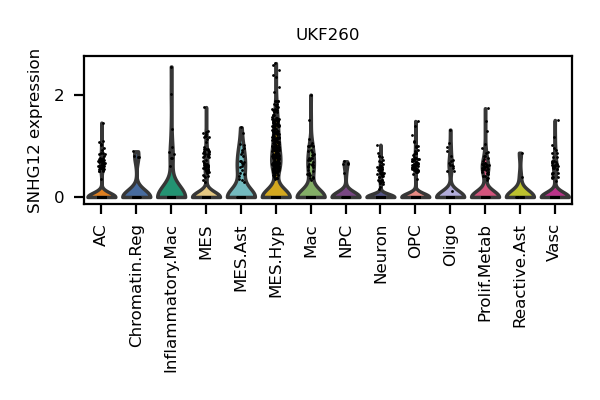 UKF260
SNHG12 expression
2
0
AC
Chromatin.Reg
Inflammatory.Mac
MES
MES.Ast
MES.Hyp
Mac
NPC
Neuron
OPC
Oligo
Prolif.Metab
Reactive.Ast
Vasc